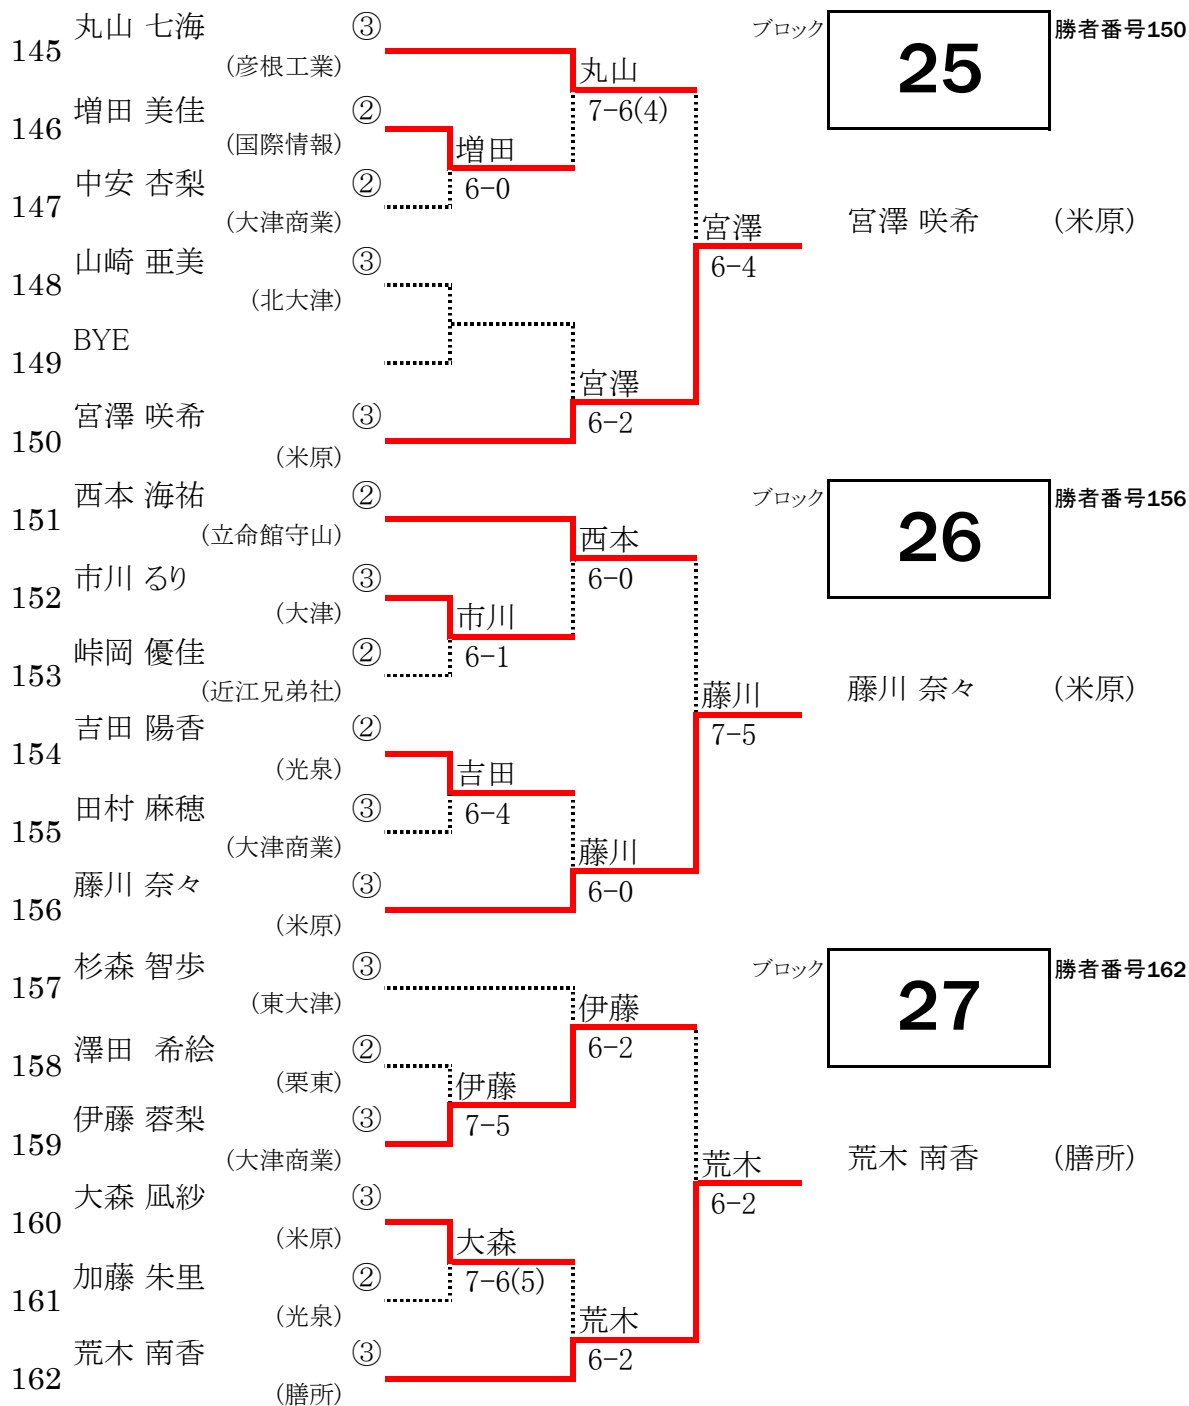 丸山 七海 ③
145
(彦根工業)
丸山
7-6(4)
ブロック
25
勝者番号150
増田 美佳 ②
146
(国際情報)
増田
6-0
中安 杏梨 ②
147
(大津商業)
宮澤
6-4
宮澤 咲希 (米原)
山崎 亜美 ③
148
(北大津)
BYE
149
宮澤
6-2
宮澤 咲希 ③
150
(米原)
西本 海祐 ②
151
(立命館守山)
西本
6-0
ブロック
26
勝者番号156
市川 るり ③
152
(大津)
市川
6-1
峠岡 優佳 ②
153
(近江兄弟社)
藤川
7-5
藤川 奈々 (米原)
吉田 陽香 ②
154
(光泉)
吉田
6-4
田村 麻穂 ③
155
(大津商業)
藤川
6-0
藤川 奈々 ③
156
(米原)
杉森 智歩 ③
157
(東大津)
伊藤
6-2
ブロック
27
勝者番号162
澤田 希絵 ②
158
(栗東)
伊藤
7-5
伊藤 蓉梨 ③
159
(大津商業)
荒木
6-2
荒木 南香 (膳所)
大森 凪紗 ③
160
(米原)
大森
7-6(5)
加藤 朱里 ②
161
(光泉)
荒木
6-2
荒木 南香 ③
162
(膳所)